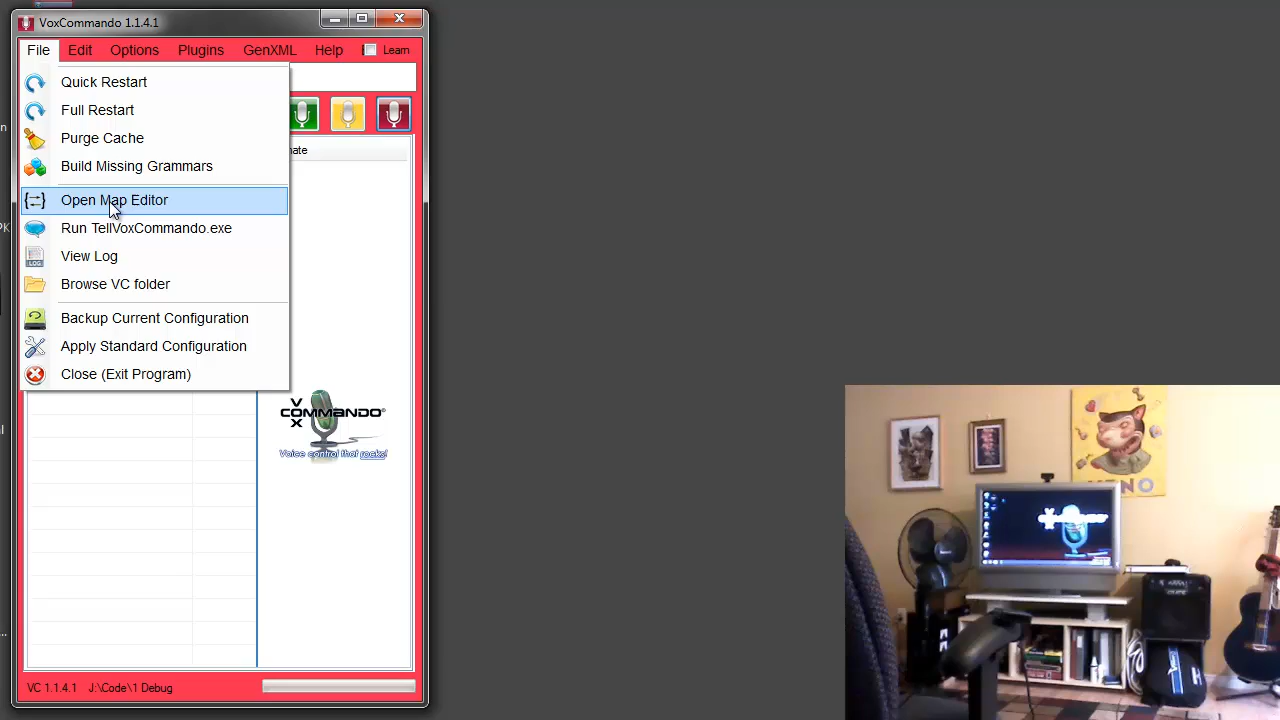 VoxCommando 1.1.4.1
File Edit Options Plugins GenXML Help Learn
Quick Restart
Full Restart
Purge Cache
Build Missing Grammars
nate
Open Map Editor
Run TellVoxCommando.exe
View Log
LOG
Browse VC folder
Backup Current Configuration
Apply Standard Configuration
Close (Exit Program)
VOX
COMMANDO®
Voice control that rocks!
VC 1.1.4.1 J:\Code\1 Debug